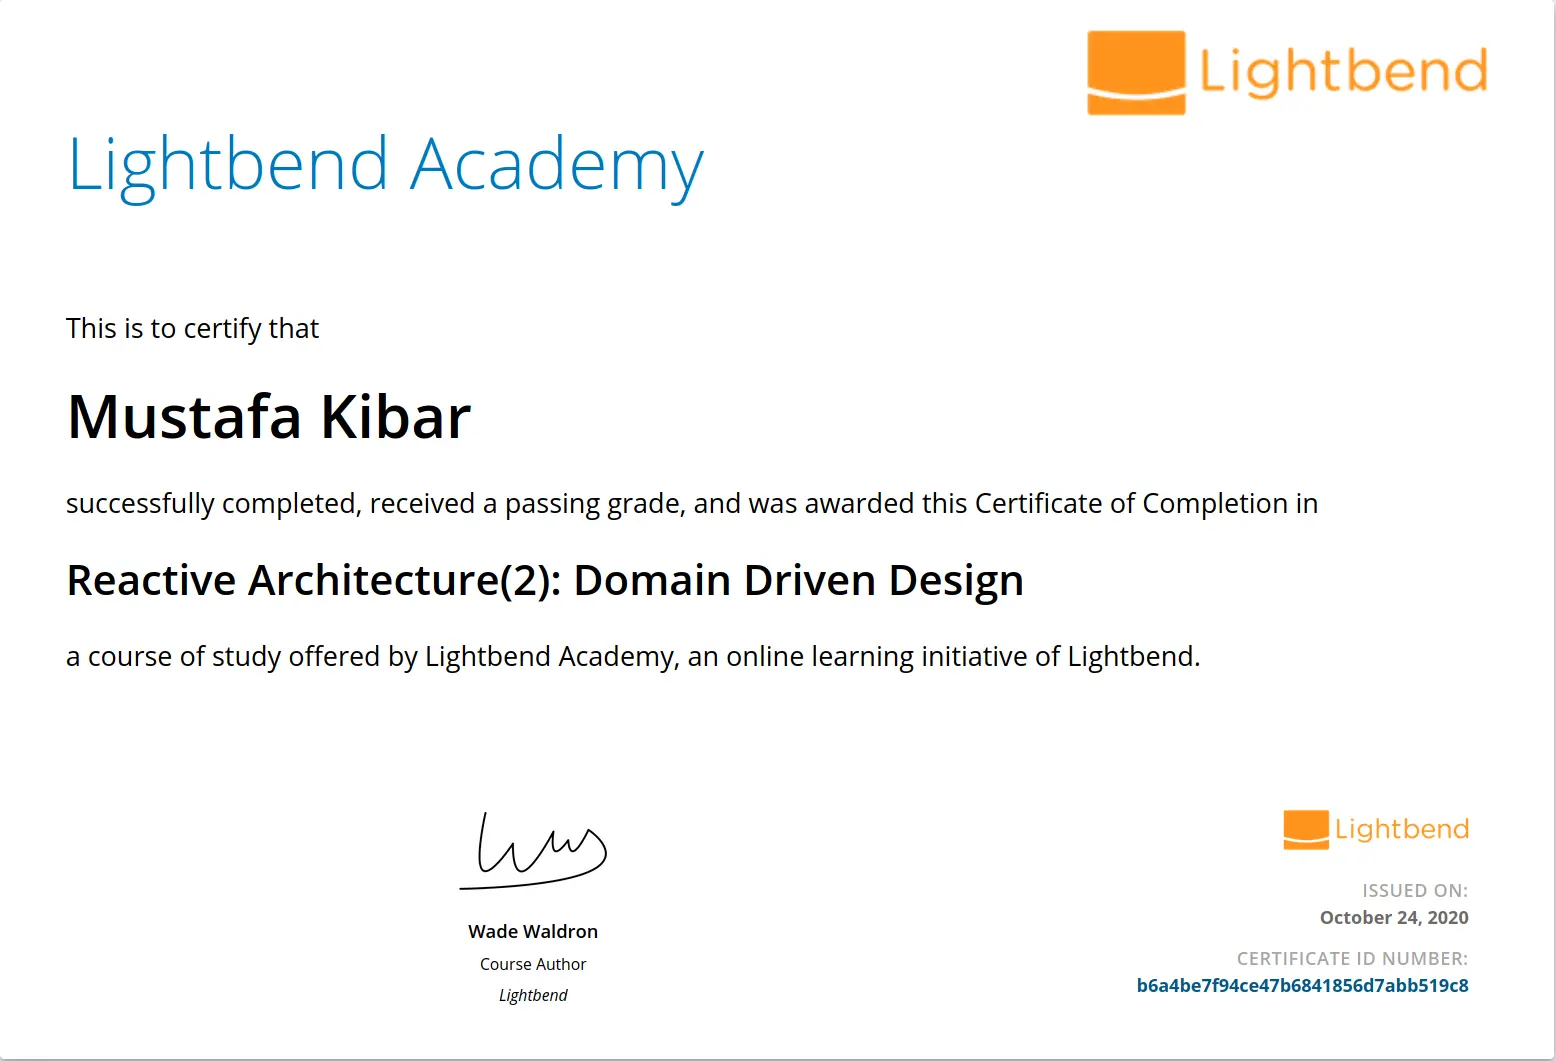 Lightbend
Lightbend Academy
This is to certify that
Mustafa Kibar
successfully completed, received a passing grade, and was awarded this Certificate of Completion in
Reactive Architecture(2): Domain Driven Design
a course of study offered by Lightbend Academy, an online learning initiative of Lightbend.
Wade Waldron
Course Author
Lightbend
Lightbend
ISSUED ON:
October 24, 2020
CERTIFICATE ID NUMBER:
b6a4be7f94ce47b6841856d7abb519c8